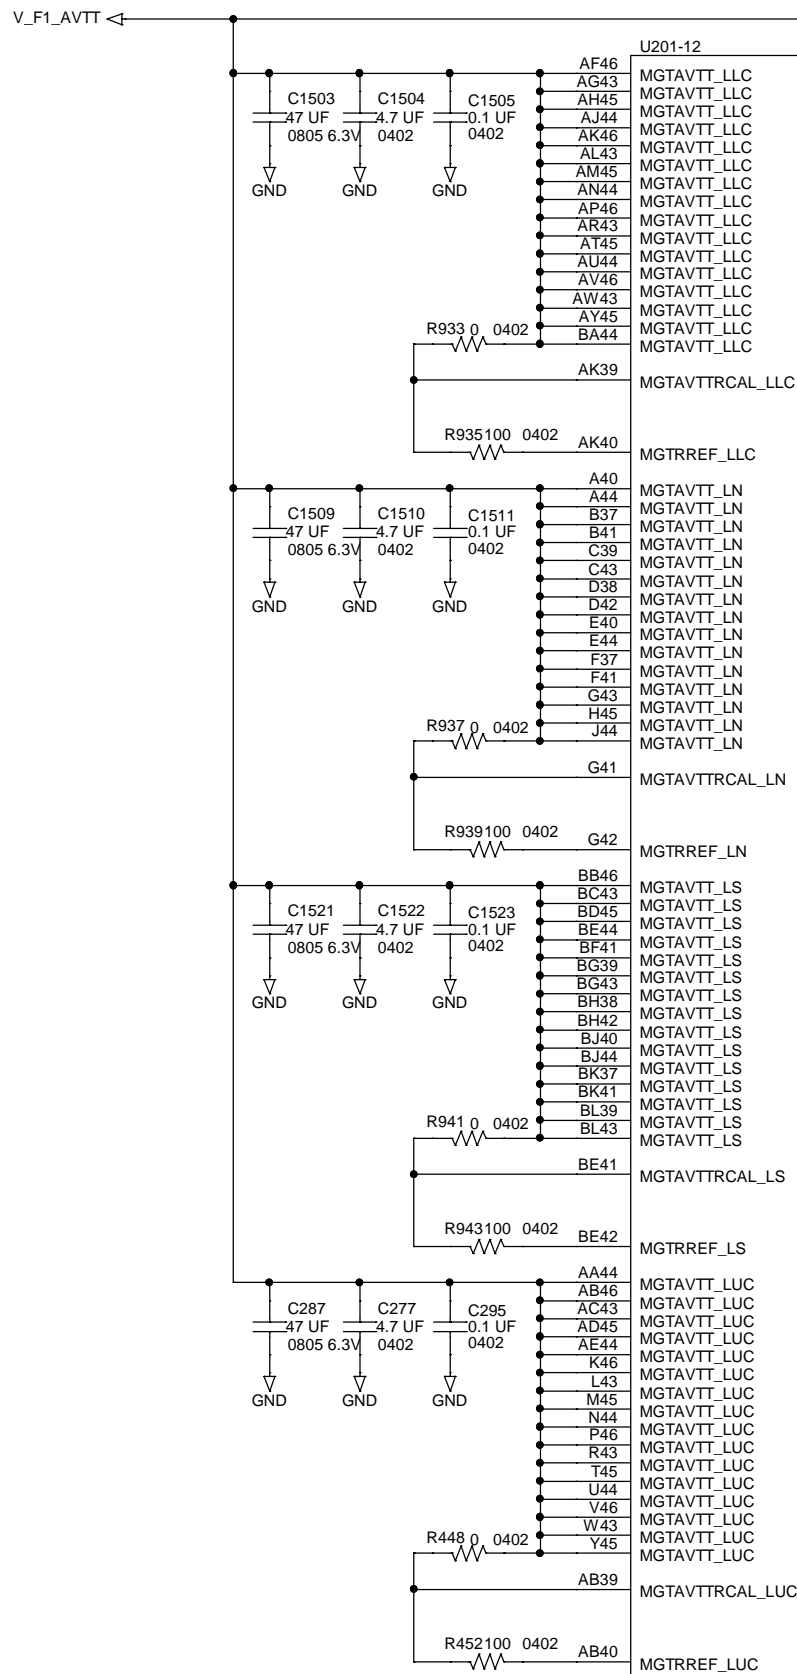 V_F1_AVTT
U201-12
AF46 MGTAVTT_LLC
AG43 MGTAVTT_LLC
C1503 C1504 C1505 AH45 MGTAVTT_LLC
47 UF 4.7 UF 0.1 UF AJ44 MGTAVTT_LLC
0805 6.3V 0402 0402 AK46 MGTAVTT_LLC
AL43 MGTAVTT_LLC
GND GND GND AM45 MGTAVTT_LLC
AN44 MGTAVTT_LLC
AP46 MGTAVTT_LLC
AR43 MGTAVTT_LLC
AT45 MGTAVTT_LLC
AU44 MGTAVTT_LLC
AV46 MGTAVTT_LLC
AW43 MGTAVTT_LLC
AY45 MGTAVTT_LLC
R933 0 0402 BA44 MGTAVTT_LLC
AK39 MGTAVTTRCAL_LLC
R935 100 0402 AK40 MGTRREF_LLC
A40 MGTAVTT_LN
A44 MGTAVTT_LN
C1509 C1510 C1511 B37 MGTAVTT_LN
47 UF 4.7 UF 0.1 UF B41 MGTAVTT_LN
0805 6.3V 0402 0402 C39 MGTAVTT_LN
C43 MGTAVTT_LN
GND GND GND D38 MGTAVTT_LN
D42 MGTAVTT_LN
E40 MGTAVTT_LN
E44 MGTAVTT_LN
F37 MGTAVTT_LN
F41 MGTAVTT_LN
G43 MGTAVTT_LN
H45 MGTAVTT_LN
R937 0 0402 J44 MGTAVTT_LN
G41 MGTAVTTRCAL_LN
R939 100 0402 G42 MGTRREF_LN
BB46 MGTAVTT_LS
BC43 MGTAVTT_LS
C1521 C1522 C1523 BD45 MGTAVTT_LS
47 UF 4.7 UF 0.1 UF BE44 MGTAVTT_LS
0805 6.3V 0402 0402 BF41 MGTAVTT_LS
BG39 MGTAVTT_LS
GND GND GND BG43 MGTAVTT_LS
BH38 MGTAVTT_LS
BH42 MGTAVTT_LS
BJ40 MGTAVTT_LS
BJ44 MGTAVTT_LS
BK37 MGTAVTT_LS
BK41 MGTAVTT_LS
BL39 MGTAVTT_LS
R941 0 0402 BL43 MGTAVTT_LS
BE41 MGTAVTTRCAL_LS
R943 100 0402 BE42 MGTRREF_LS
AA44 MGTAVTT_LUC
AB46 MGTAVTT_LUC
C287 C277 C295 AC43 MGTAVTT_LUC
47 UF 4.7 UF 0.1 UF AD45 MGTAVTT_LUC
0805 6.3V 0402 0402 AE44 MGTAVTT_LUC
K46 MGTAVTT_LUC
GND GND GND L43 MGTAVTT_LUC
M45 MGTAVTT_LUC
N44 MGTAVTT_LUC
P46 MGTAVTT_LUC
R43 MGTAVTT_LUC
T45 MGTAVTT_LUC
U44 MGTAVTT_LUC
V46 MGTAVTT_LUC
W43 MGTAVTT_LUC
R448 0 0402 Y45 MGTAVTT_LUC
AB39 MGTAVTTRCAL_LUC
R452 100 0402 AB40 MGTRREF_LUC